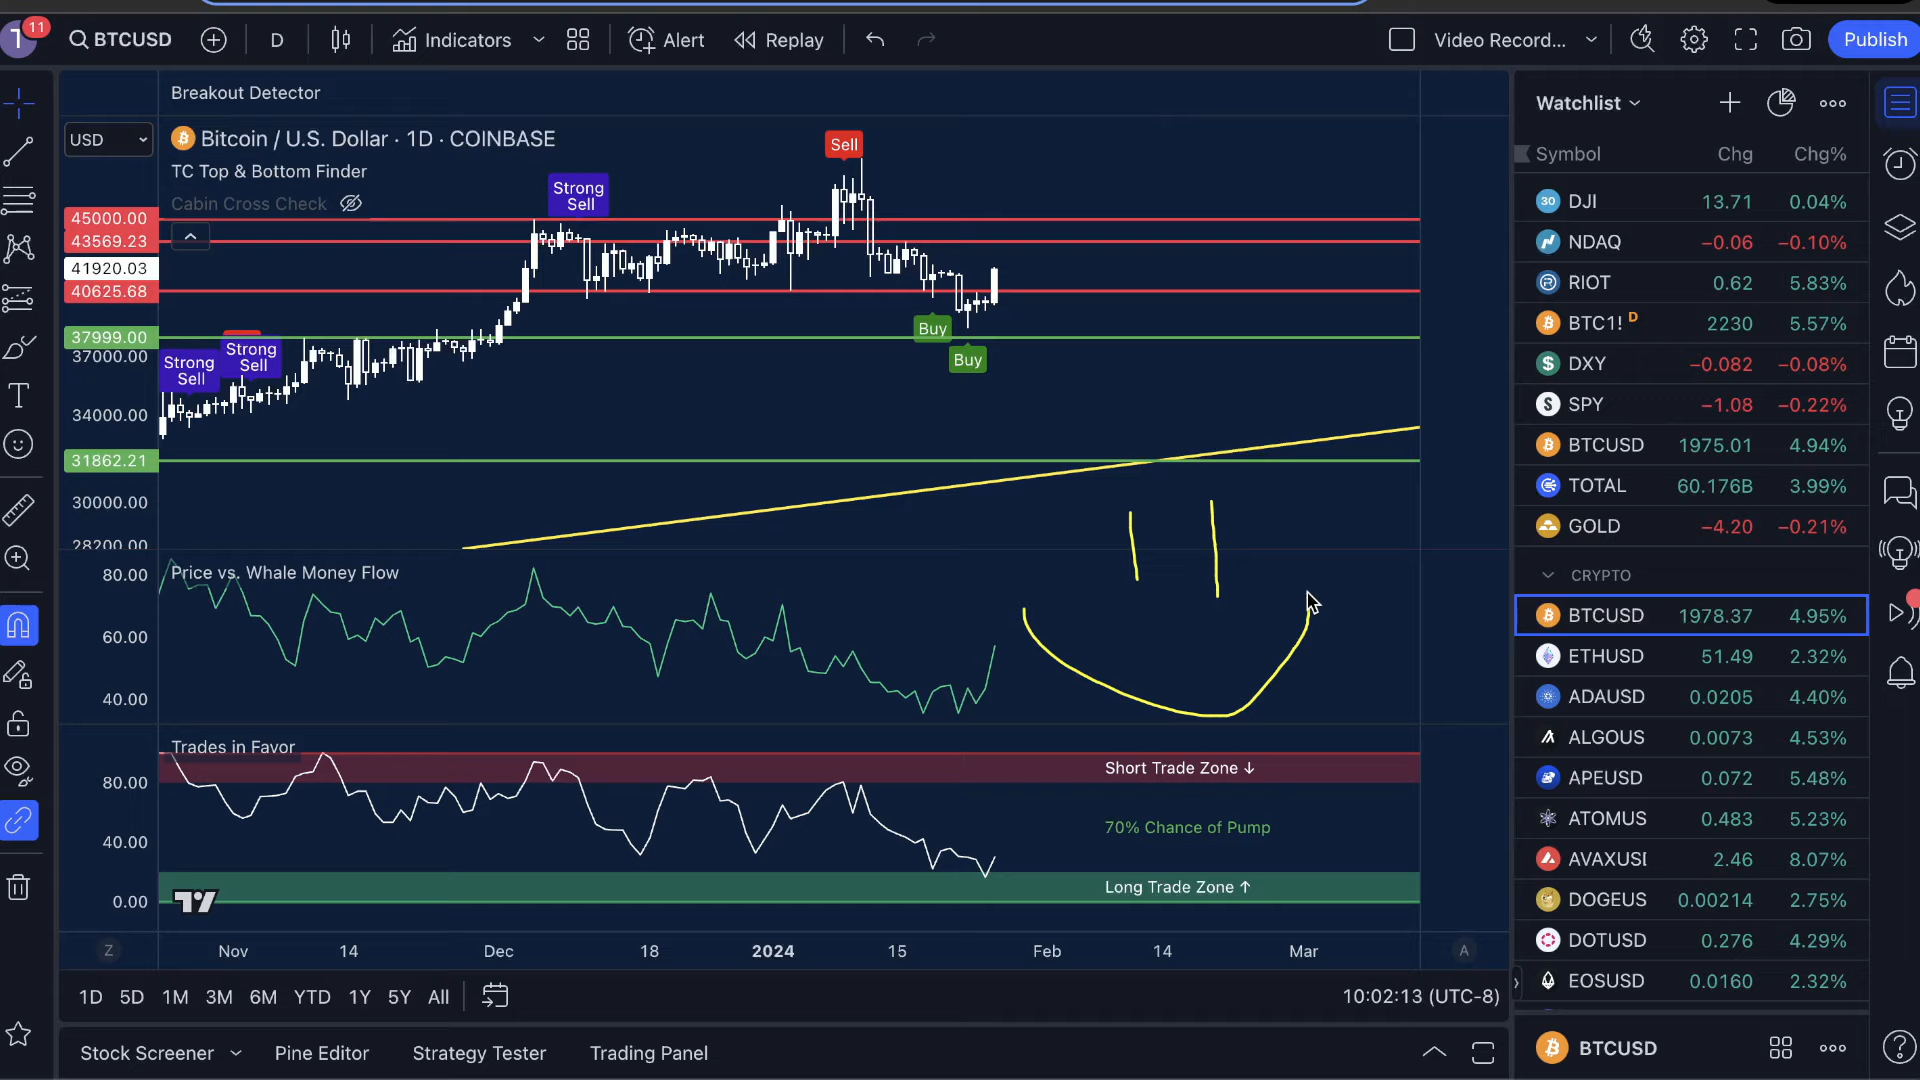 11
BTCUSD
D
Indicators
Alert
Replay
Video Record...
Publish
Breakout Detector
USD
Bitcoin / U.S. Dollar · 1D · COINBASE
TC Top & Bottom Finder
Cabin Cross Check
Sell
Strong
Sell
45000.00
43569.23
41920.03
40625.68
37999.00
37000.00
Strong
Sell
Strong
Sell
Buy
Buy
34000.00
31862.21
30000.00
28200.00
80.00
Price vs. Whale Money Flow
60.00
40.00
Trades in Favor
80.00
Short Trade Zone ↓
40.00
70% Chance of Pump
0.00
Long Trade Zone ↑
Z
Nov
14
Dec
18
2024
15
Feb
14
Mar
A
1D
5D
1M
3M
6M
YTD
1Y
5Y
All
10:02:13 (UTC-8)
Stock Screener
Pine Editor
Strategy Tester
Trading Panel
Watchlist
Symbol Chg Chg%
30 DJI 13.71 0.04%
NDAQ −0.06 −0.10%
RIOT 0.62 5.83%
BTC1! D 2230 5.57%
DXY −0.082 −0.08%
SPY −1.08 −0.22%
BTCUSD 1975.01 4.94%
TOTAL 60.176B 3.99%
GOLD −4.20 −0.21%
CRYPTO
BTCUSD 1978.37 4.95%
ETHUSD 51.49 2.32%
ADAUSD 0.0205 4.40%
ALGOUS 0.0073 4.53%
APEUSD 0.072 5.48%
ATOMUS 0.483 5.23%
AVAXUSI 2.46 8.07%
DOGEUS 0.00214 2.75%
DOTUSD 0.276 4.29%
EOSUSD 0.0160 2.32%
BTCUSD